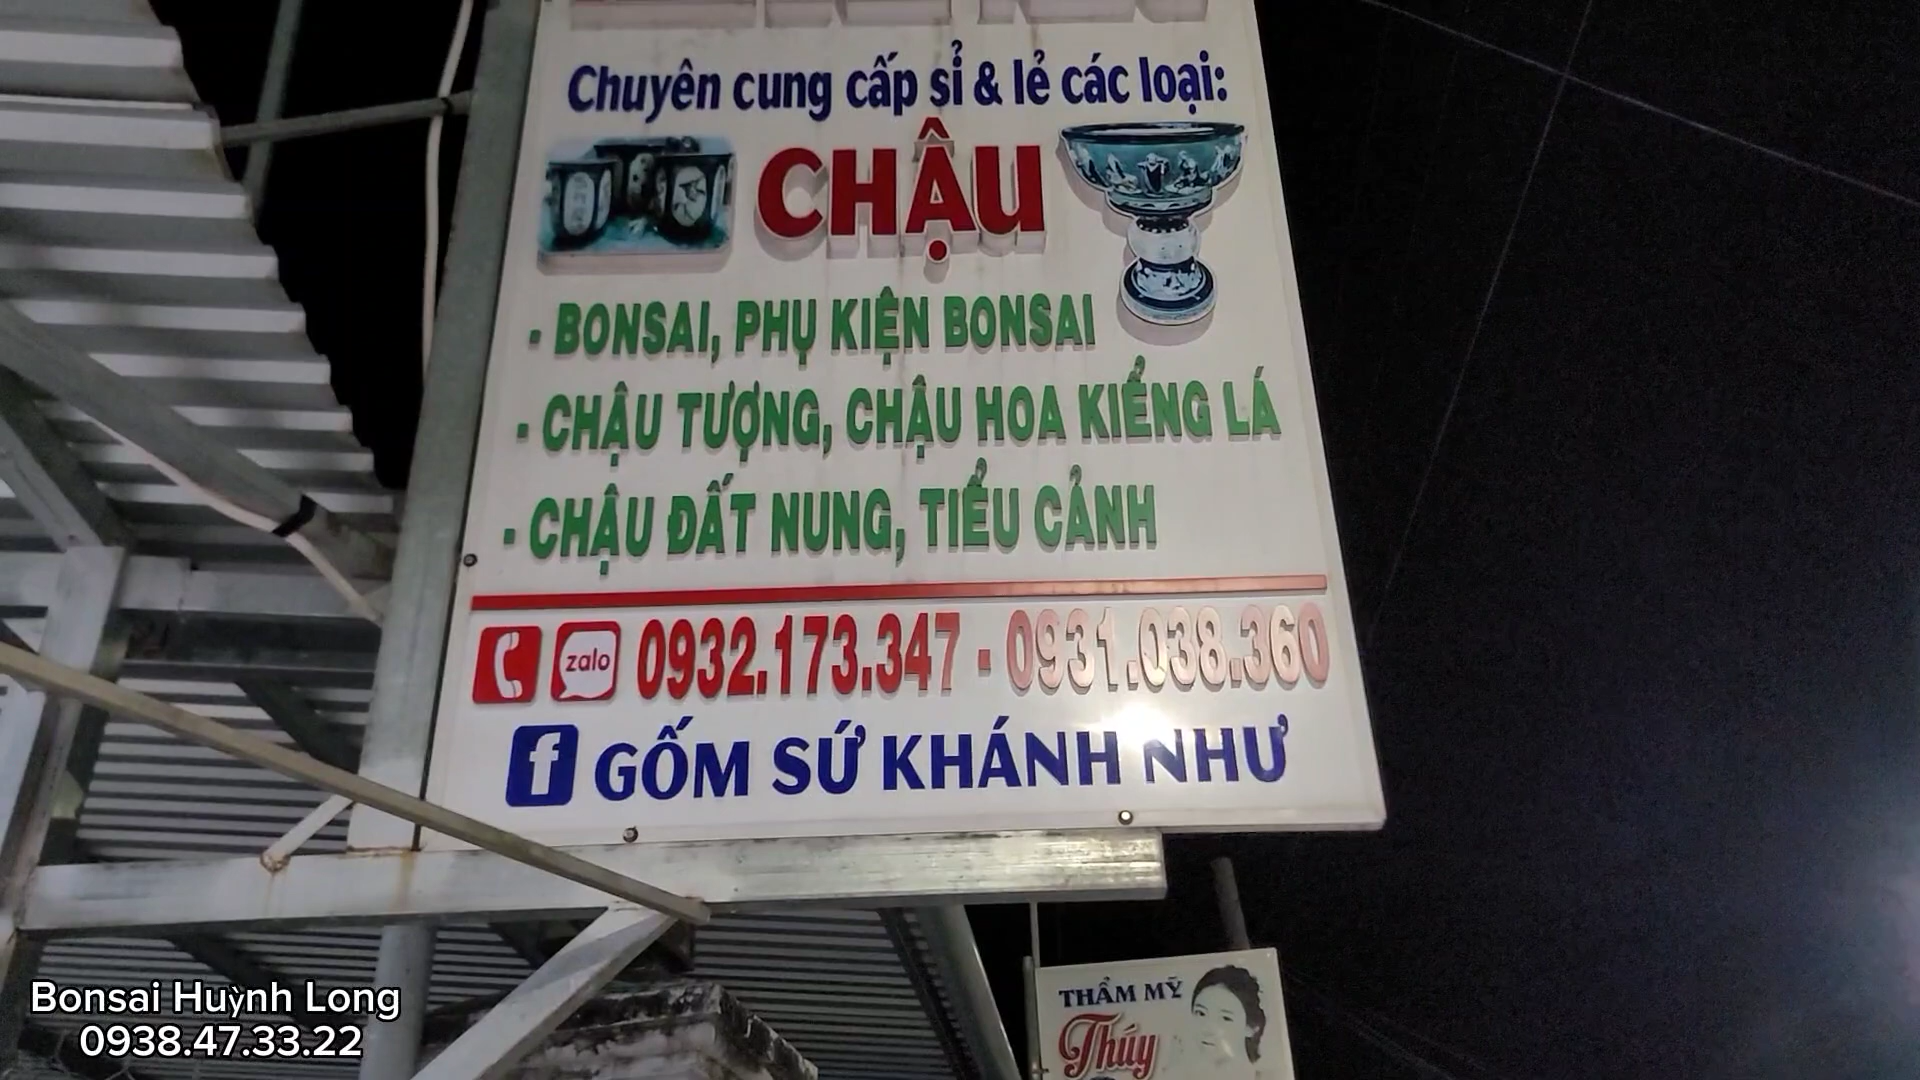 Chuyên cung cấp sỉ & lẻ các loại:
CHẬU
- BONSAI, PHỤ KIỆN BONSAI
- CHẬU TƯỢNG, CHẬU HOA KIỂNG LÁ
- CHẬU ĐẤT NUNG, TIỂU CẢNH
zalo 0932.173.347 - 0931.038.360
f GỐM SỨ KHÁNH NHƯ
THẨM MỸ
Thúy
Bonsai Huỳnh Long
0938.47.33.22